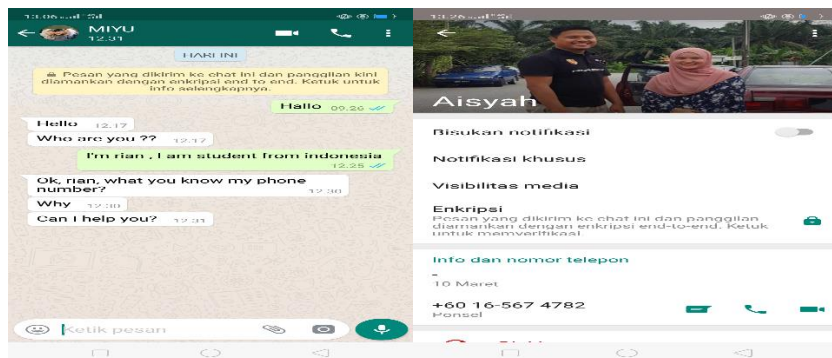 13.06
MIYU
12.31
HARI INI
Pesan yang dikirim ke chat ini dan panggilan kini
diamankan dengan enkripsi end to end. Ketuk untuk
info selengkapnya.
Hallo 09.26
Hello 12.17
Who are you ?? 12.17
I'm rian , I am student from indonesia
12.25
Ok, rian, what you know my phone
number? 12.30
Why 12.30
Can I help you? 12.31
Ketik pesan
13.26
Aisyah
Bisukan notifikasi
Notifikasi khusus
Visibilitas media
Enkripsi
Pesan yang dikirim ke chat ini dan panggilan
diamankan dengan enkripsi end-to-end. Ketuk
untuk memverifikasi.
Info dan nomor telepon
-
10 Maret
+60 16-567 4782
Ponsel